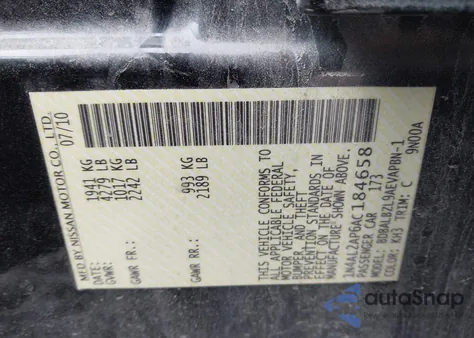 MFD.BY NISSAN MOTOR CO., LTD.
07/10
GVWR: 1941 KG
4279 LB
GAWR FR.: 1017 KG
2242 LB
GAWR RR.: 993 KG
2189 LB
THIS VEHICLE CONFORMS TO
ALL APPLICABLE FEDERAL
MOTOR VEHICLE SAFETY,
BUMPER, AND THEFT
PREVENTION STANDARDS IN
EFFECT ON THE DATE OF
MANUFACTURE SHOWN ABOVE.
1N4AL2AP6AC184658
PASSENGER CAR 173
MODEL: BDBALBZL9AEVAPBN-1
COLOR: KH3 TRIM: C 9N00A
autoSnap